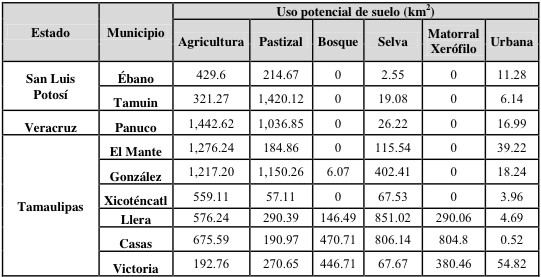 Estado Municipio Uso potencial de suelo (km²)
Agricultura Pastizal Bosque Selva Matorral Xerófilo Urbana
San Luis Potosí Ébano 429.6 214.67 0 2.55 0 11.28
Tamuin 321.27 1,420.12 0 19.08 0 6.14
Veracruz Panuco 1,442.62 1,036.85 0 26.22 0 16.99
Tamaulipas El Mante 1,276.24 184.86 0 115.54 0 39.22
González 1,217.20 1,150.26 6.07 402.41 0 18.24
Xicoténcatl 559.11 57.11 0 67.53 0 3.96
Llera 576.24 290.39 146.49 851.02 290.06 4.69
Casas 675.59 190.97 470.71 806.14 804.8 0.52
Victoria 192.76 270.65 446.71 67.67 380.46 54.82